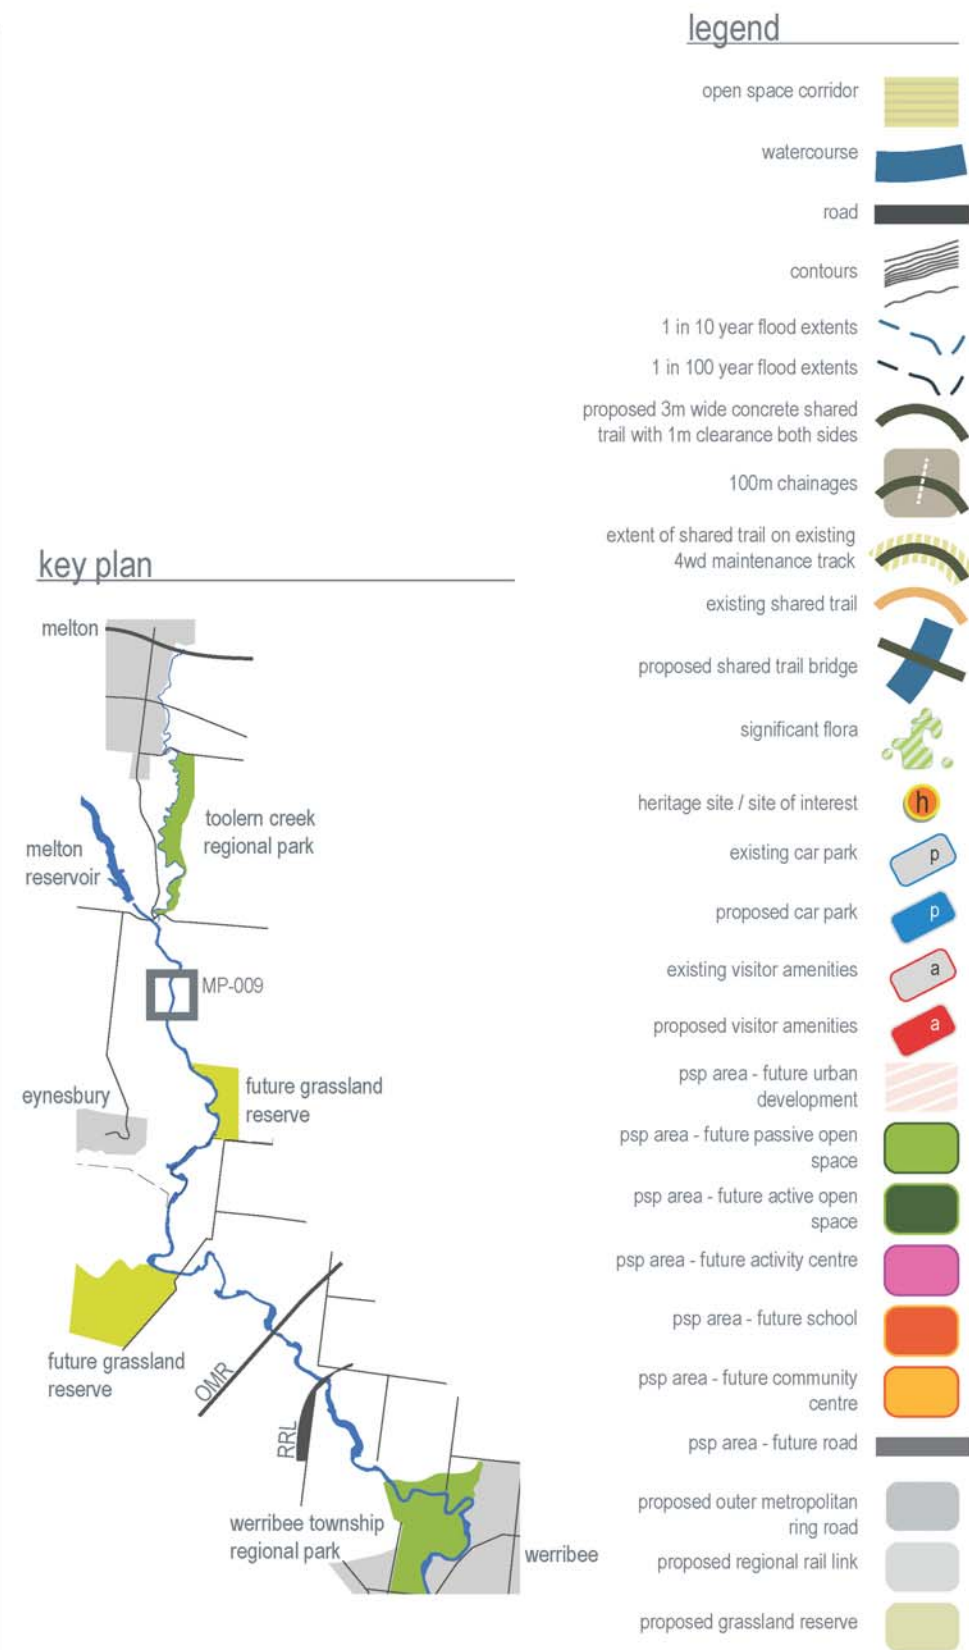 legend
open space corridor
watercourse
road
contours
1 in 10 year flood extents
1 in 100 year flood extents
proposed 3m wide concrete shared
trail with 1m clearance both sides
100m chainages
extent of shared trail on existing
4wd maintenance track
existing shared trail
proposed shared trail bridge
significant flora
heritage site / site of interest
h
existing car park
p
proposed car park
p
existing visitor amenities
a
proposed visitor amenities
a
psp area - future urban
development
psp area - future passive open
space
psp area - future active open
space
psp area - future activity centre
psp area - future school
psp area - future community
centre
psp area - future road
proposed outer metropolitan
ring road
proposed regional rail link
proposed grassland reserve
key plan
melton
toolern creek
regional park
melton
reservoir
MP-009
eynesbury
future grassland
reserve
future grassland
reserve
OMR
RRL
werribee township
regional park
werribee